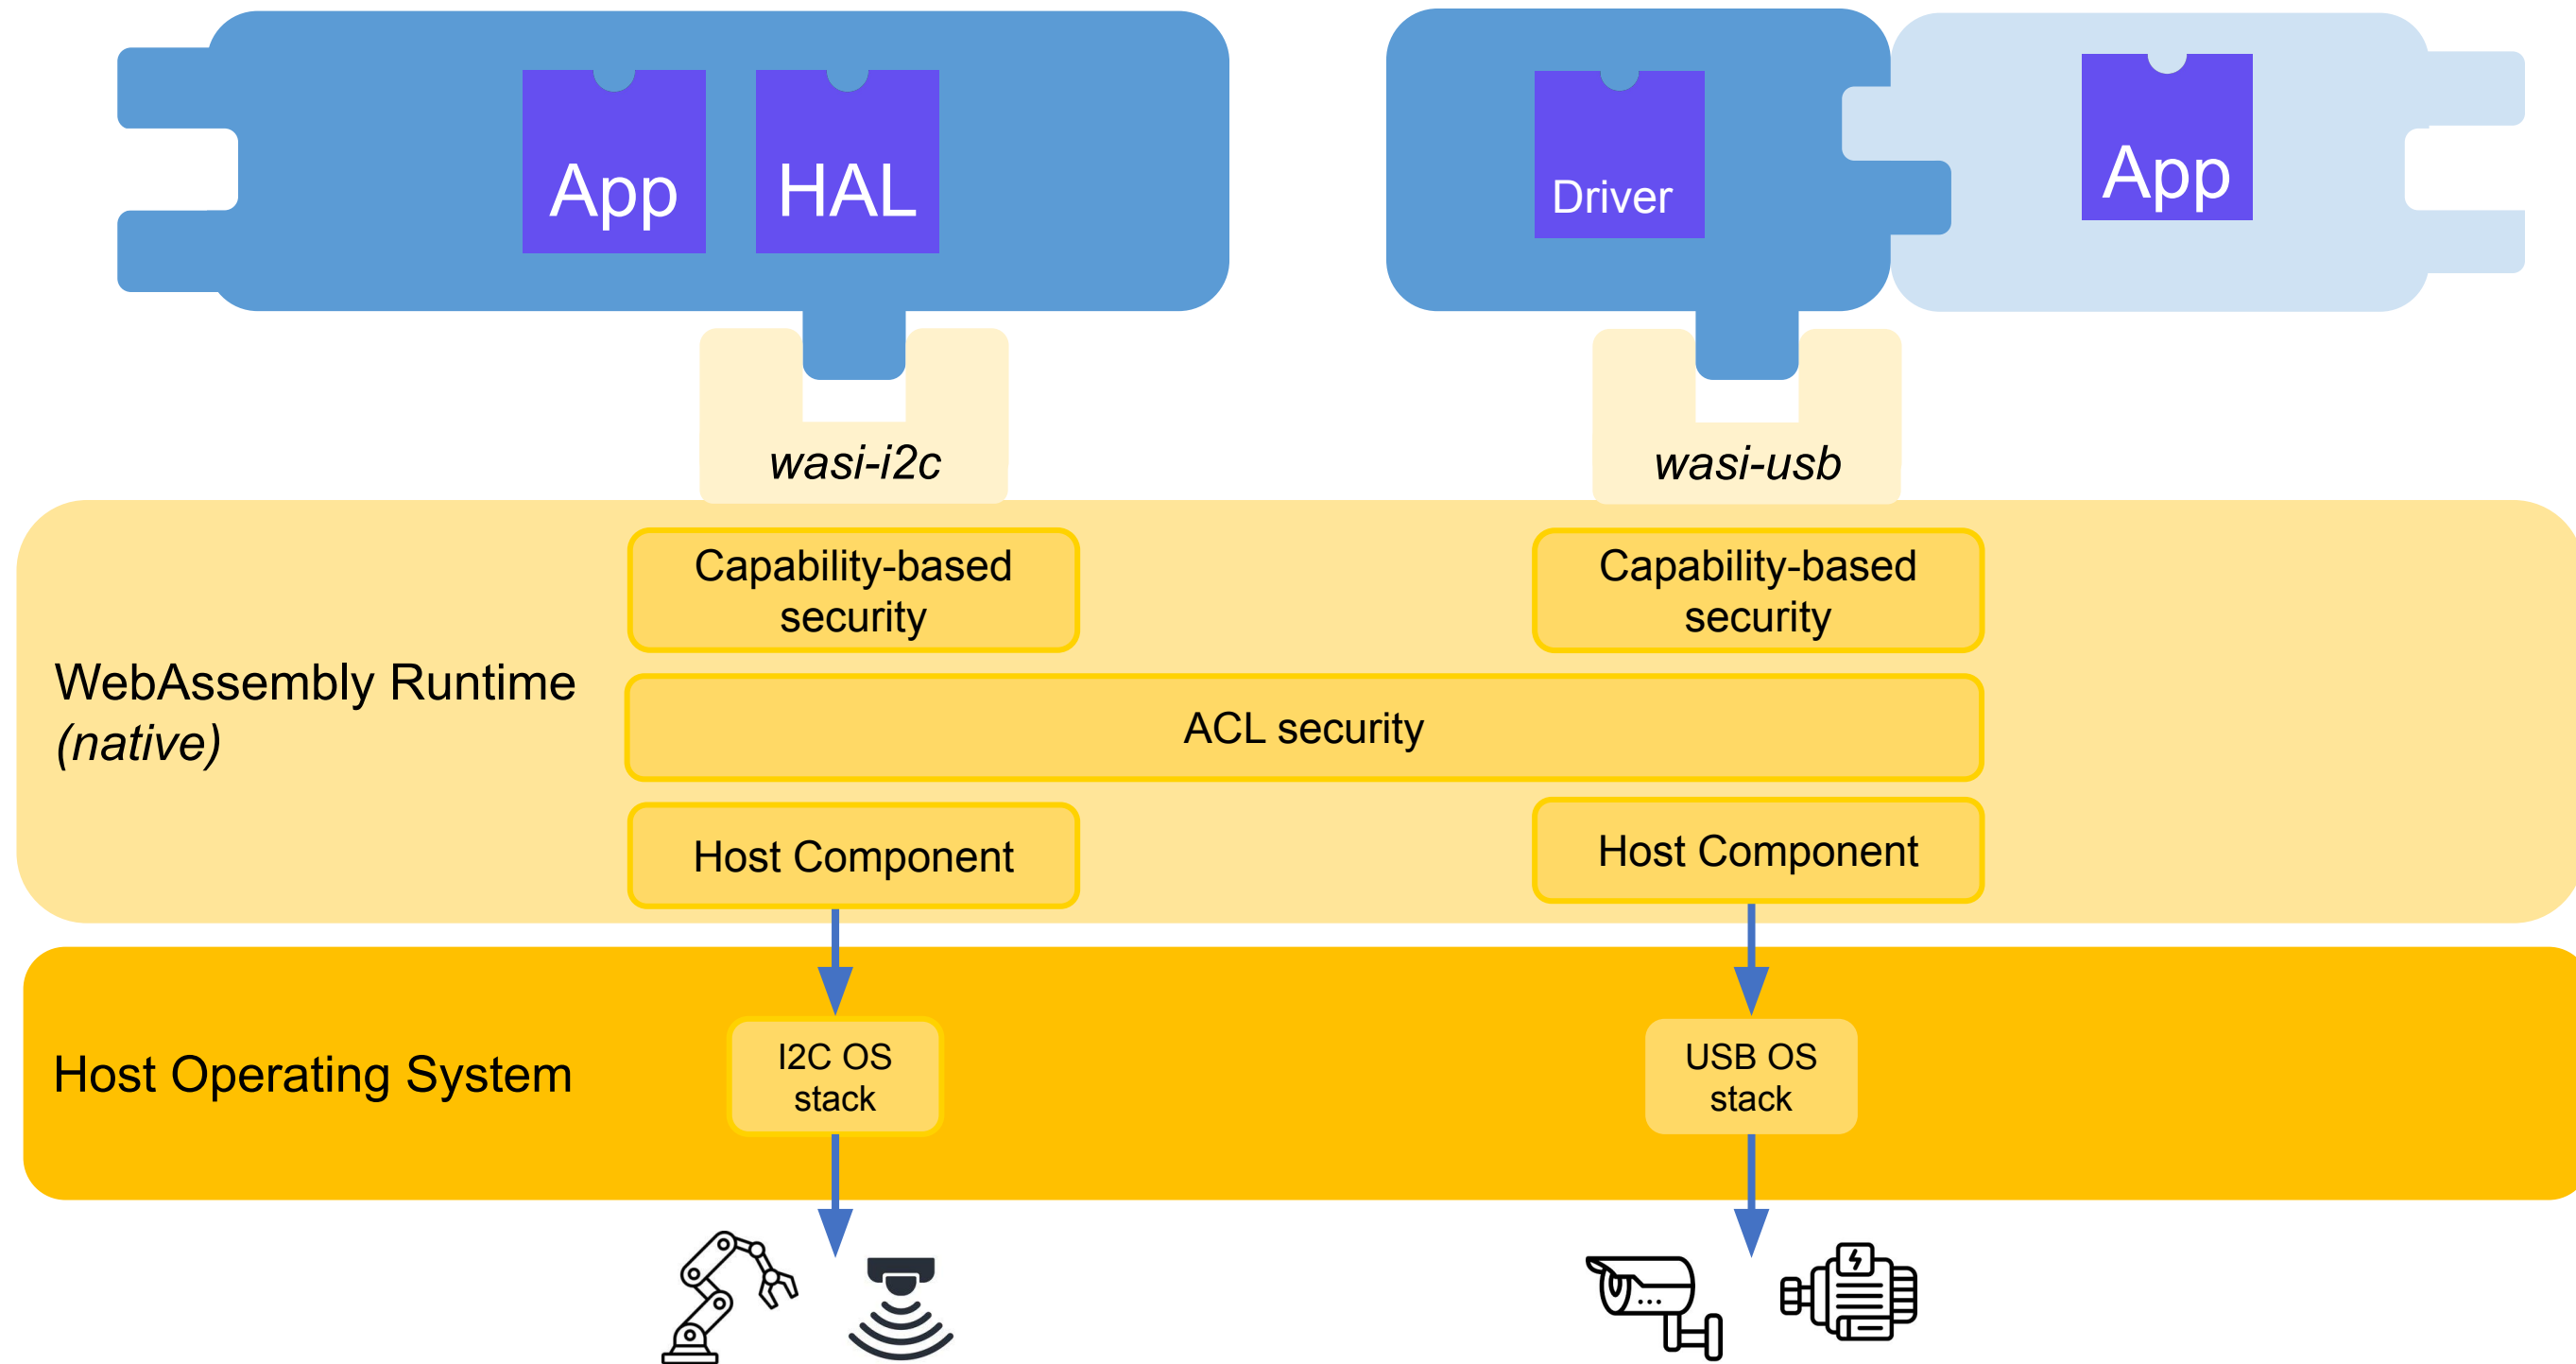 App
HAL
Driver
App
wasi-i2c
wasi-usb
Capability-based
security
Capability-based
security
WebAssembly Runtime
(native)
ACL security
Host Component
Host Component
Host Operating System
I2C OS
stack
USB OS
stack